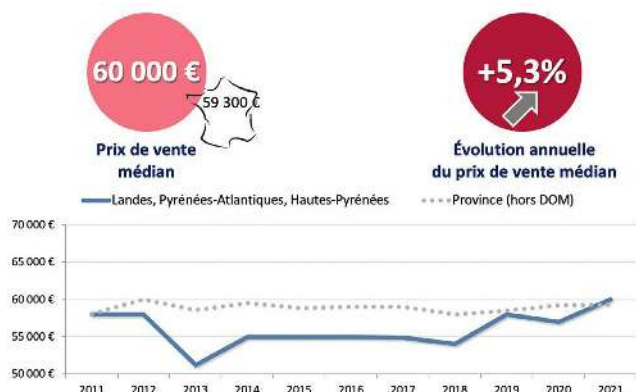 60 000 €
59 300 €
+5,3%
Prix de vente
médian
Évolution annuelle
du prix de vente médian
Landes, Pyrénées-Atlantiques, Hautes-Pyrénées
Province (hors DOM)
70 000 €
65 000 €
60 000 €
55 000 €
50 000 €
2011 2012 2013 2014 2015 2016 2017 2018 2019 2020 2021